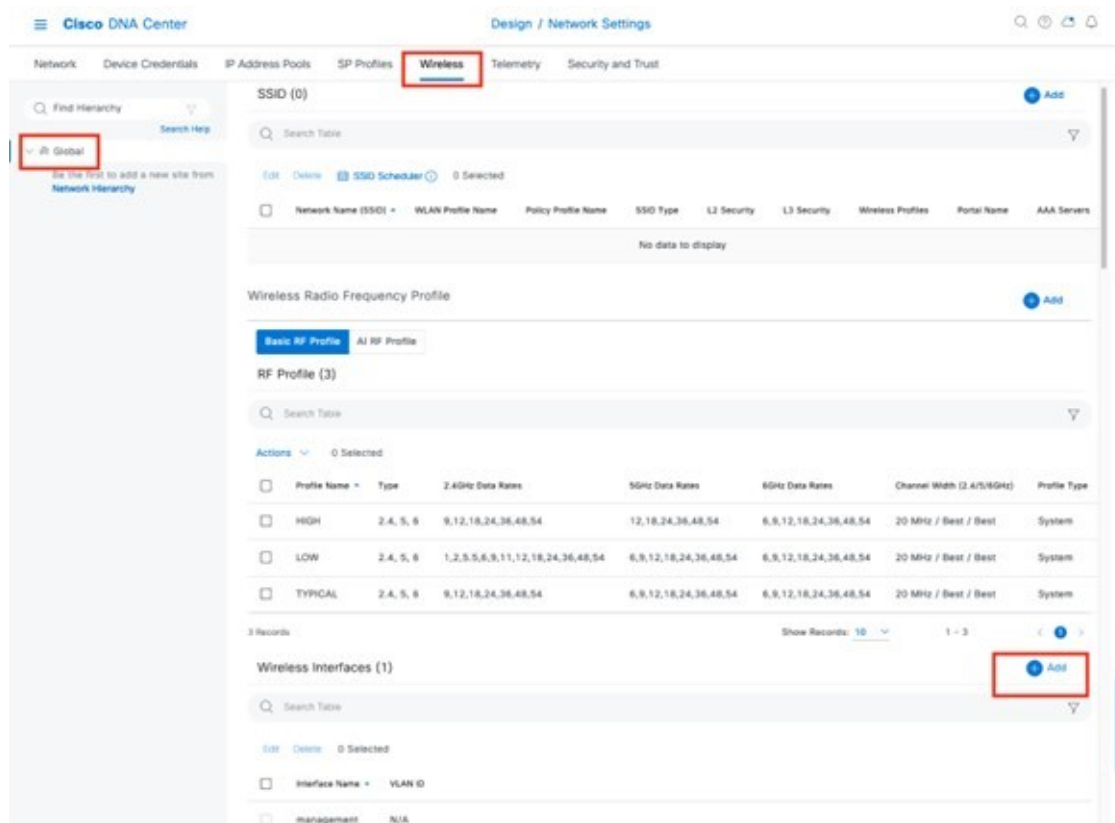 Cisco DNA Center
Design / Network Settings
Network Device Credentials IP Address Pools SP Profiles Wireless Telemetry Security and Trust
Find Hierarchy
Search Help
Global
Be the first to add a new site from
Network Hierarchy
SSID (0)
Add
Search Table
Edit Delete SSID Scheduler 0 Selected
Network Name (SSID) WLAN Profile Name Policy Profile Name SSID Type L2 Security L3 Security Wireless Profiles Portal Name AAA Servers
No data to display
Wireless Radio Frequency Profile
Add
Basic RF Profile AI RF Profile
RF Profile (3)
Search Table
Actions 0 Selected
Profile Name Type 2.4GHz Data Rates 5GHz Data Rates 6GHz Data Rates Channel Width (2.4/5/6GHz) Profile Type
HIGH 2.4, 5, 6 9,12,18,24,36,48,54 12,18,24,36,48,54 6,9,12,18,24,36,48,54 20 MHz / Best / Best System
LOW 2.4, 5, 6 1,2,5.5,6,9,11,12,18,24,36,48,54 6,9,12,18,24,36,48,54 6,9,12,18,24,36,48,54 20 MHz / Best / Best System
TYPICAL 2.4, 5, 6 9,12,18,24,36,48,54 6,9,12,18,24,36,48,54 6,9,12,18,24,36,48,54 20 MHz / Best / Best System
3 Records Show Records: 10 1 - 3 1
Wireless Interfaces (1)
Add
Search Table
Edit Delete 0 Selected
Interface Name VLAN ID
management N/A